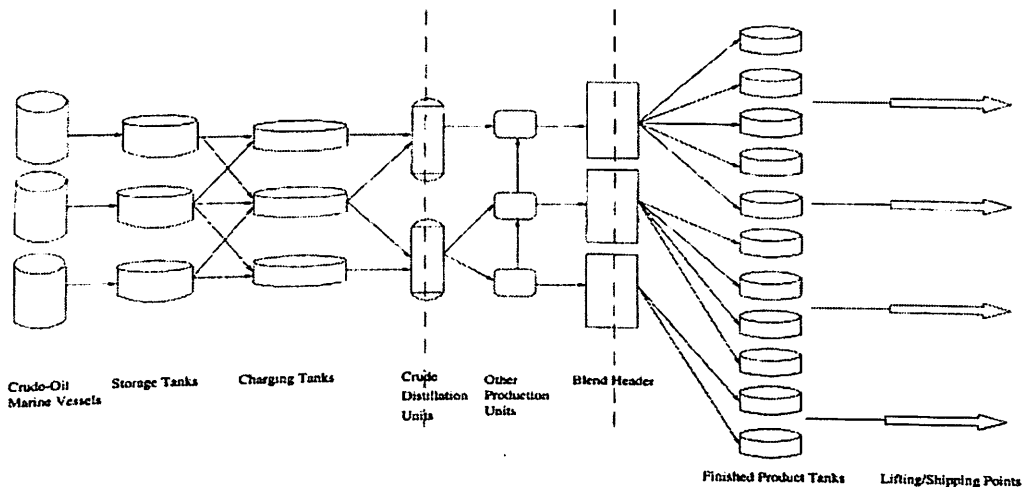 Crudo-Oil
Marine Vessels
Storage Tanks
Charging Tanks
Crude
Distillation
Units
Other
Production
Units
Blend Header
Finished Product Tanks
Lifting/Shipping Points